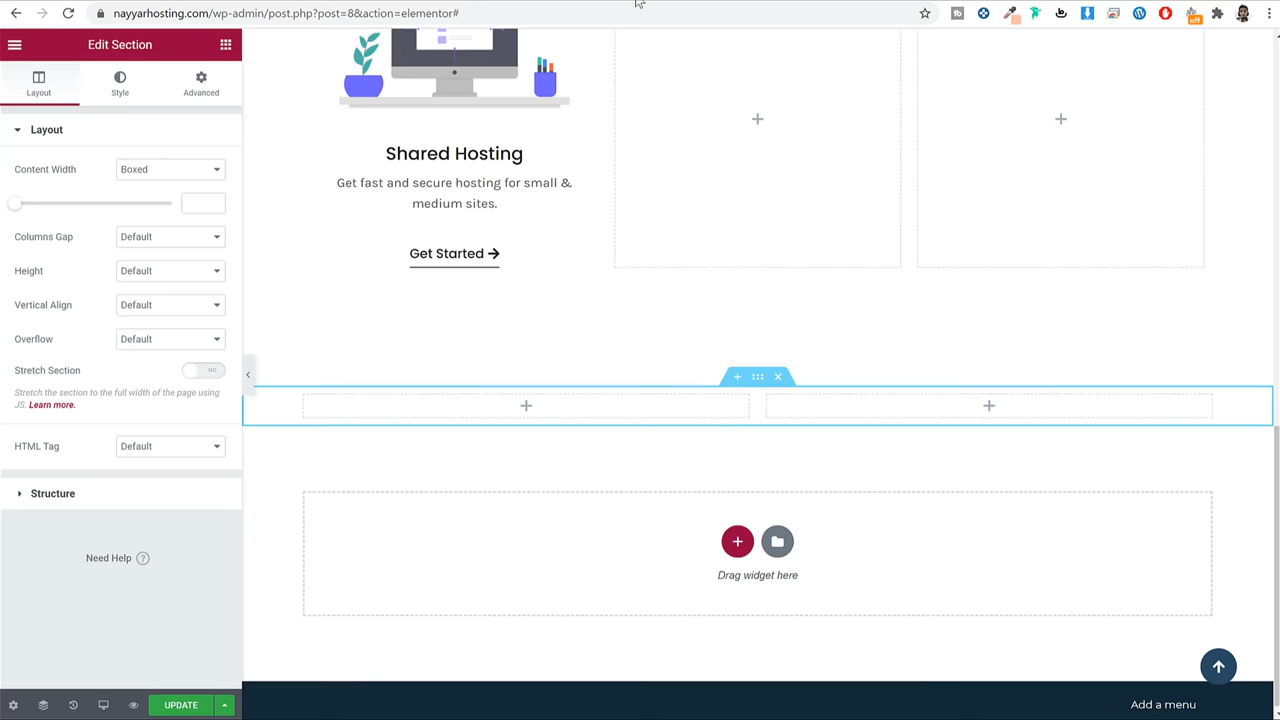 nayyarhosting.com/wp-admin/post.php?post=8&action=elementor#
off
Edit Section
Layout
Style
Advanced
Layout
Content Width
Boxed
Columns Gap
Default
Height
Default
Vertical Align
Default
Overflow
Default
Stretch Section
NO
Stretch the section to the full width of the page using
JS. Learn more.
HTML Tag
Default
Structure
Need Help
UPDATE
Shared Hosting
Get fast and secure hosting for small &
medium sites.
Get Started
Drag widget here
Add a menu